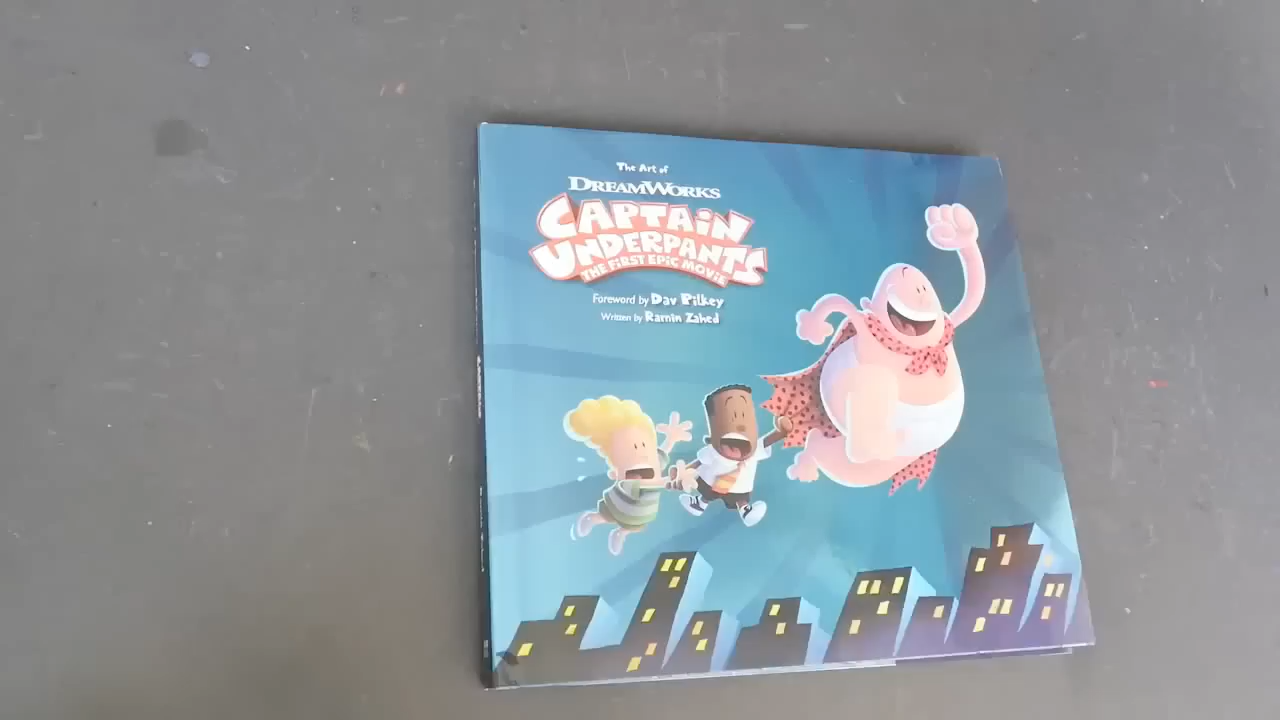 The Art of
DREAMWORKS
CAPTAIN
UNDERPANTS
THE FIRST EPIC MOVIE
Foreword by Dav Pilkey
Written by Ramin Zahed